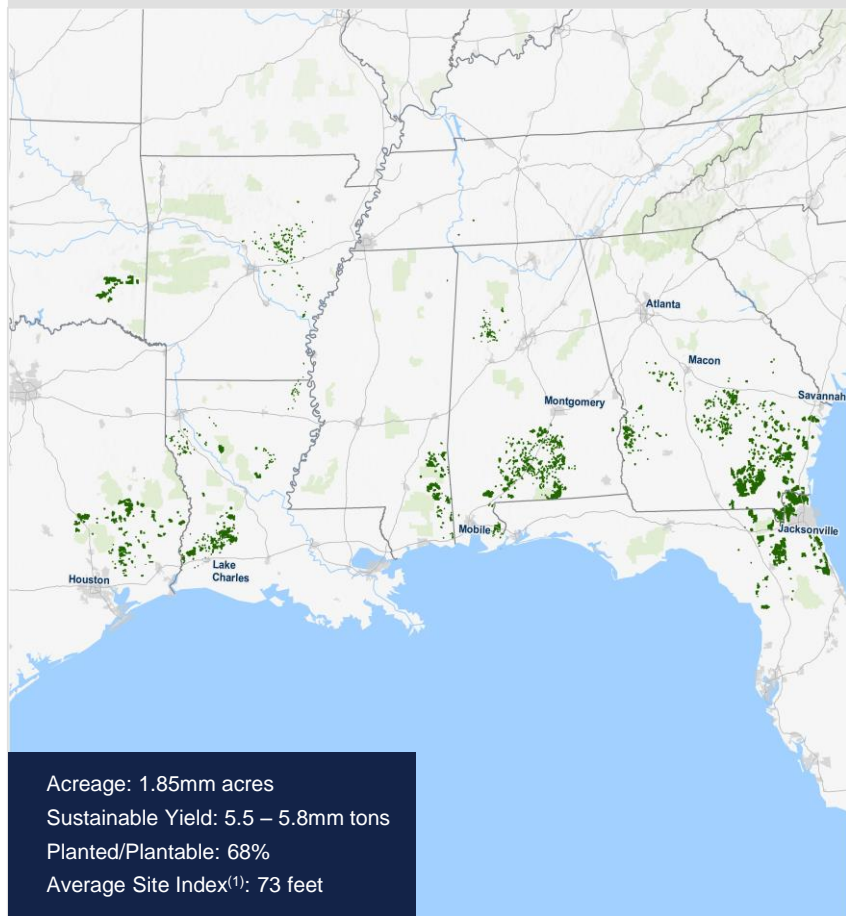 Atlanta
Macon
Savannah
Montgomery
Mobile
Jacksonville
Houston
Lake
Charles
Acreage: 1.85mm acres
Sustainable Yield: 5.5 – 5.8mm tons
Planted/Plantable: 68%
Average Site Index(1): 73 feet